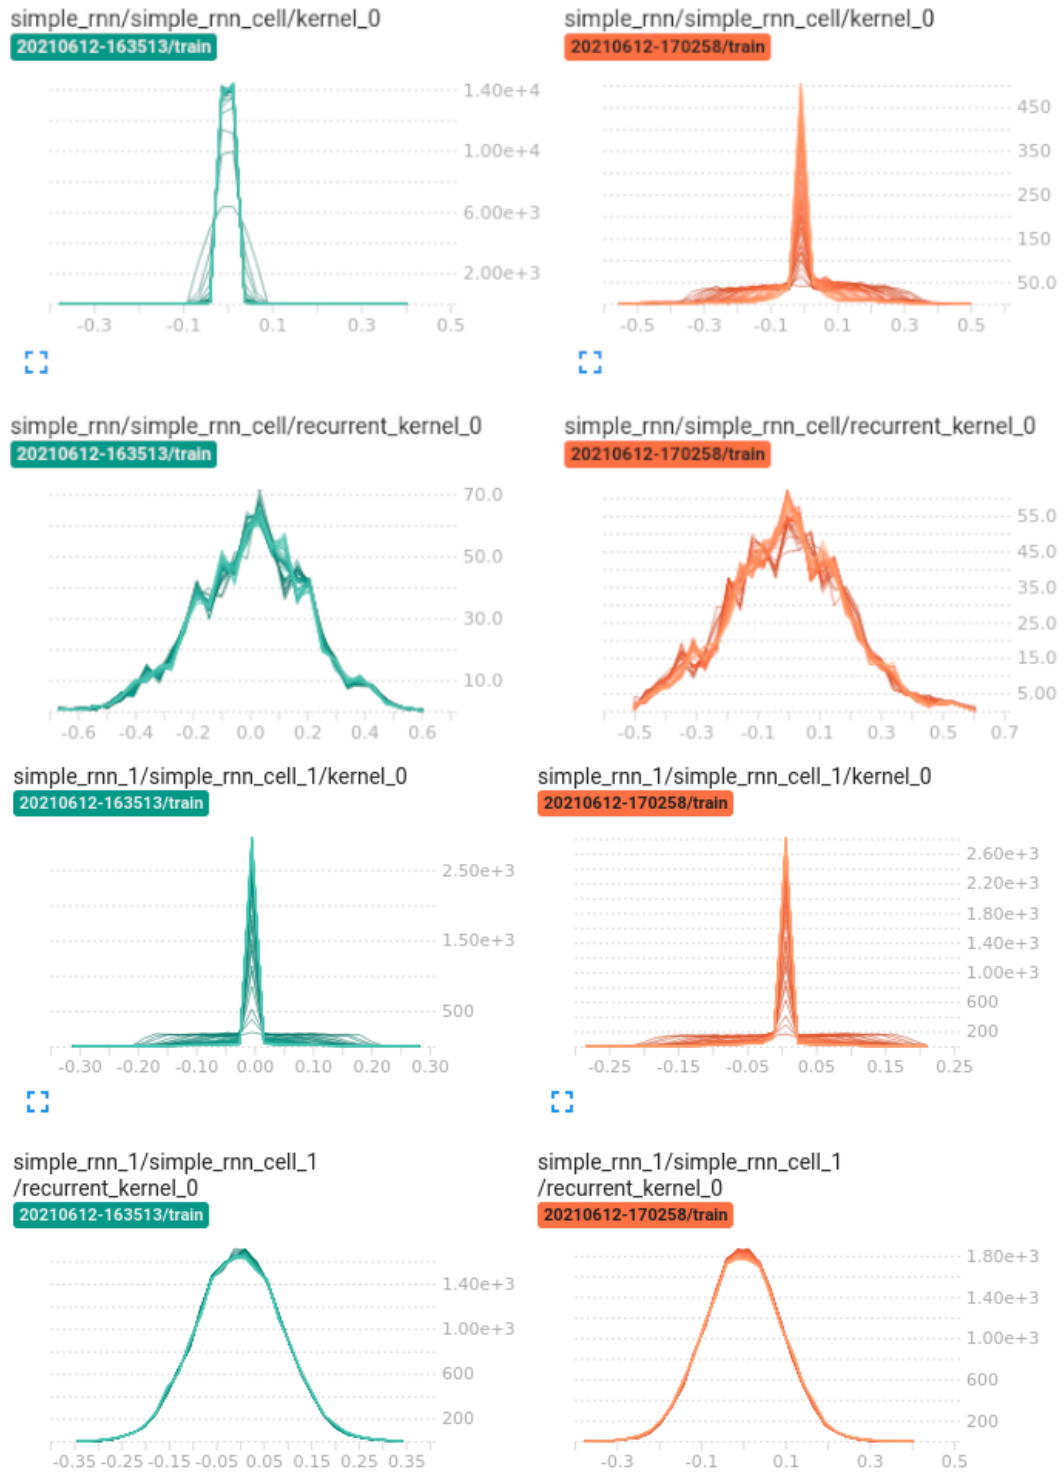 simple_rnn/simple_rnn_cell/kernel_0
20210612-163513/train
1.40e+4
1.00e+4
6.00e+3
2.00e+3
-0.3 -0.1 0.1 0.3 0.5
simple_rnn/simple_rnn_cell/kernel_0
20210612-170258/train
450
350
250
150
50.0
-0.5 -0.3 -0.1 0.1 0.3 0.5
simple_rnn/simple_rnn_cell/recurrent_kernel_0
20210612-163513/train
70.0
50.0
30.0
10.0
-0.6 -0.4 -0.2 0.0 0.2 0.4 0.6
simple_rnn/simple_rnn_cell/recurrent_kernel_0
20210612-170258/train
55.0
45.0
35.0
25.0
15.0
5.00
-0.5 -0.3 -0.1 0.1 0.3 0.5 0.7
simple_rnn_1/simple_rnn_cell_1/kernel_0
20210612-163513/train
2.50e+3
1.50e+3
500
-0.30 -0.20 -0.10 0.00 0.10 0.20 0.30
simple_rnn_1/simple_rnn_cell_1/kernel_0
20210612-170258/train
2.60e+3
2.20e+3
1.80e+3
1.40e+3
1.00e+3
600
200
-0.25 -0.15 -0.05 0.05 0.15 0.25
simple_rnn_1/simple_rnn_cell_1
/recurrent_kernel_0
20210612-163513/train
1.40e+3
1.00e+3
600
200
-0.35 -0.25 -0.15 -0.05 0.05 0.15 0.25 0.35
simple_rnn_1/simple_rnn_cell_1
/recurrent_kernel_0
20210612-170258/train
1.80e+3
1.40e+3
1.00e+3
600
200
-0.3 -0.1 0.1 0.3 0.5